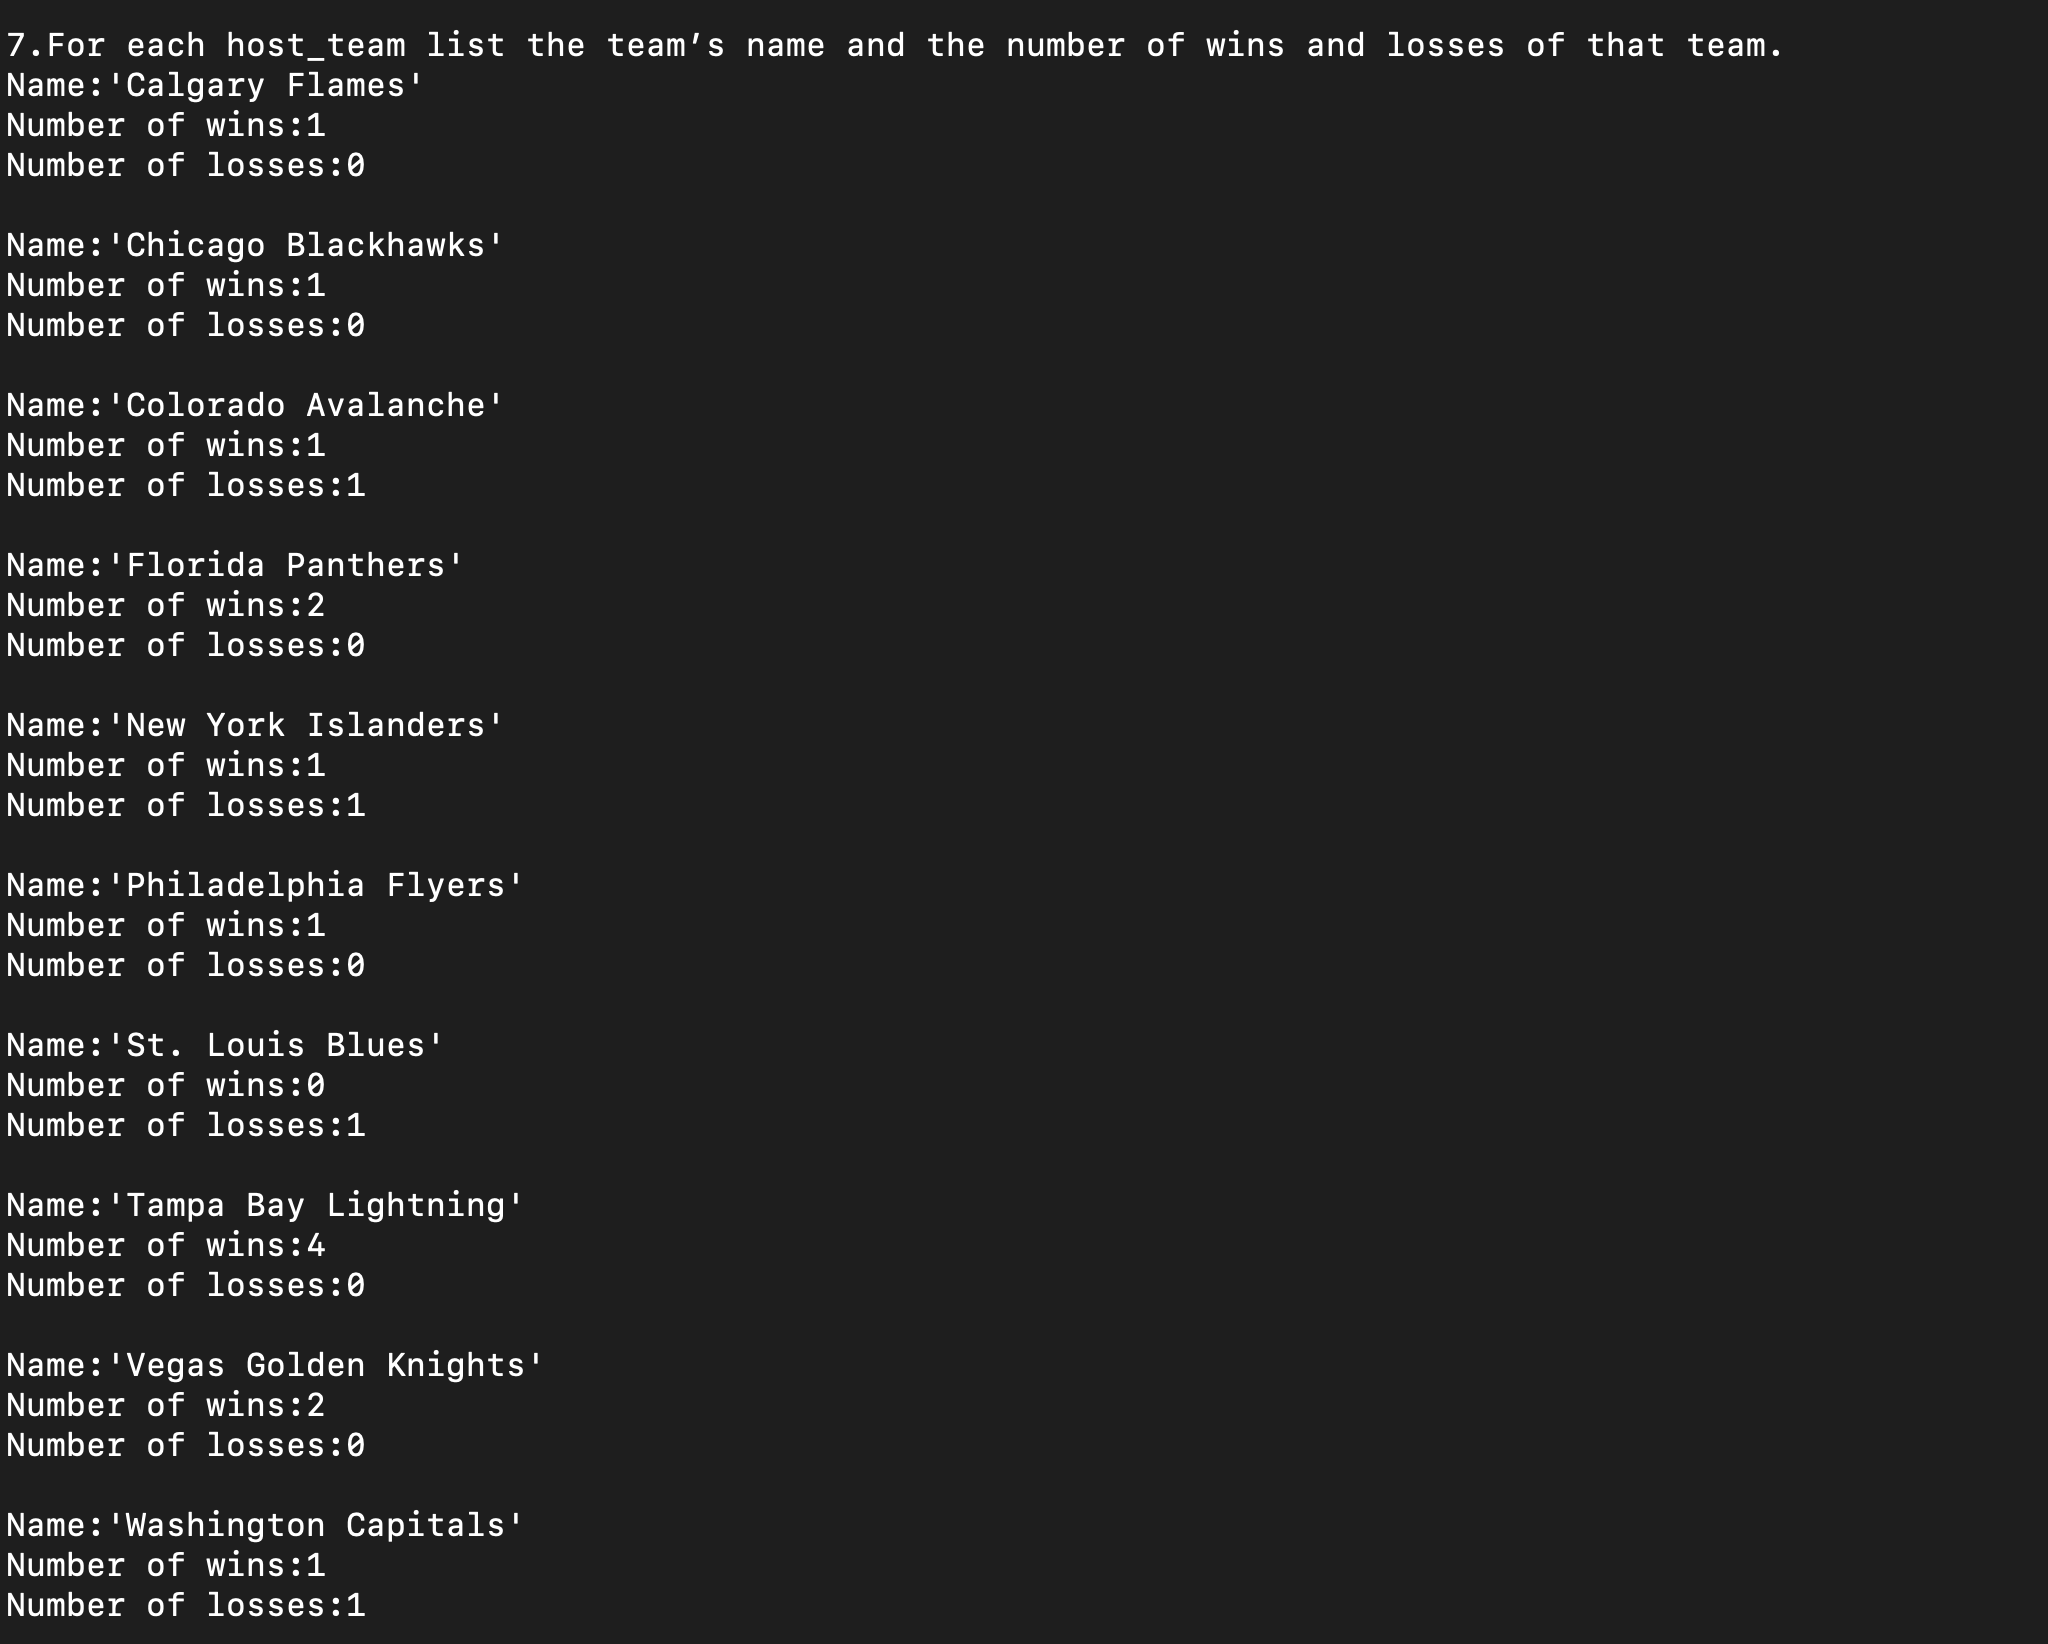 7.For each host_team list the team’s name and the number of wins and losses of that team.
Name:'Calgary Flames'
Number of wins:1
Number of losses:0
Name:'Chicago Blackhawks'
Number of wins:1
Number of losses:0
Name:'Colorado Avalanche'
Number of wins:1
Number of losses:1
Name:'Florida Panthers'
Number of wins:2
Number of losses:0
Name:'New York Islanders'
Number of wins:1
Number of losses:1
Name:'Philadelphia Flyers'
Number of wins:1
Number of losses:0
Name:'St. Louis Blues'
Number of wins:0
Number of losses:1
Name:'Tampa Bay Lightning'
Number of wins:4
Number of losses:0
Name:'Vegas Golden Knights'
Number of wins:2
Number of losses:0
Name:'Washington Capitals'
Number of wins:1
Number of losses:1